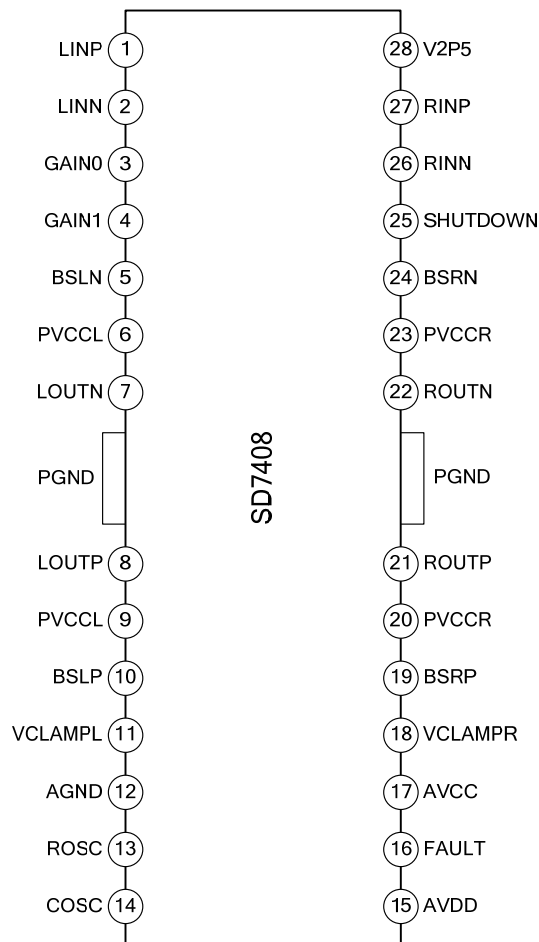 LINP 1 28 V2P5
LINN 2 27 RINP
GAIN0 3 26 RINN
GAIN1 4 25 SHUTDOWN
BSLN 5 24 BSRN
PVCCL 6 23 PVCCR
LOUTN 7 22 ROUTN
PGND SD7408 PGND
LOUTP 8 21 ROUTP
PVCCL 9 20 PVCCR
BSLP 10 19 BSRP
VCLAMPL 11 18 VCLAMPR
AGND 12 17 AVCC
ROSC 13 16 FAULT
COSC 14 15 AVDD